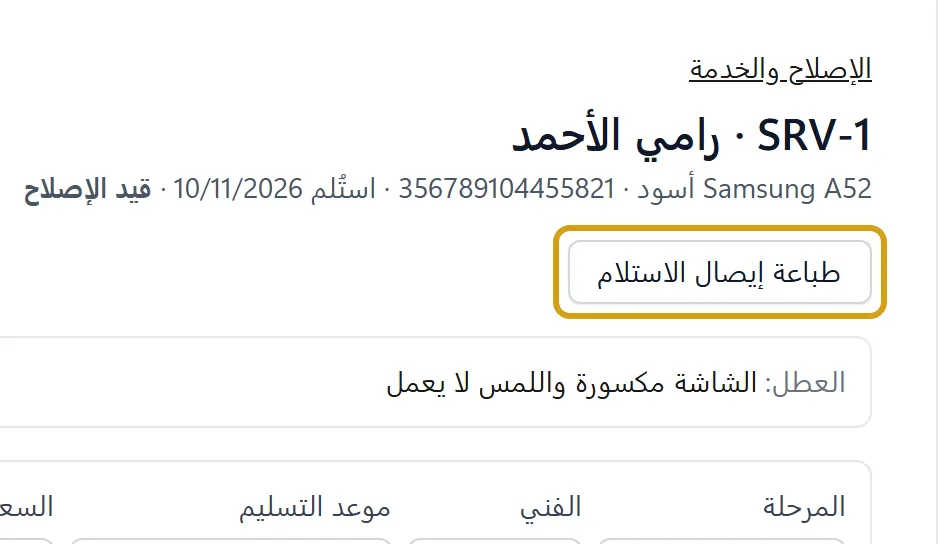 الإصلاح والخدمة
SRV-1 · رامي الأحمد
Samsung A52 أسود · 356789104455821 · استُلم 10/11/2026 · قيد الإصلاح
طباعة إيصال الاستلام
العطل: الشاشة مكسورة واللمس لا يعمل
المرحلة الفني موعد التسليم